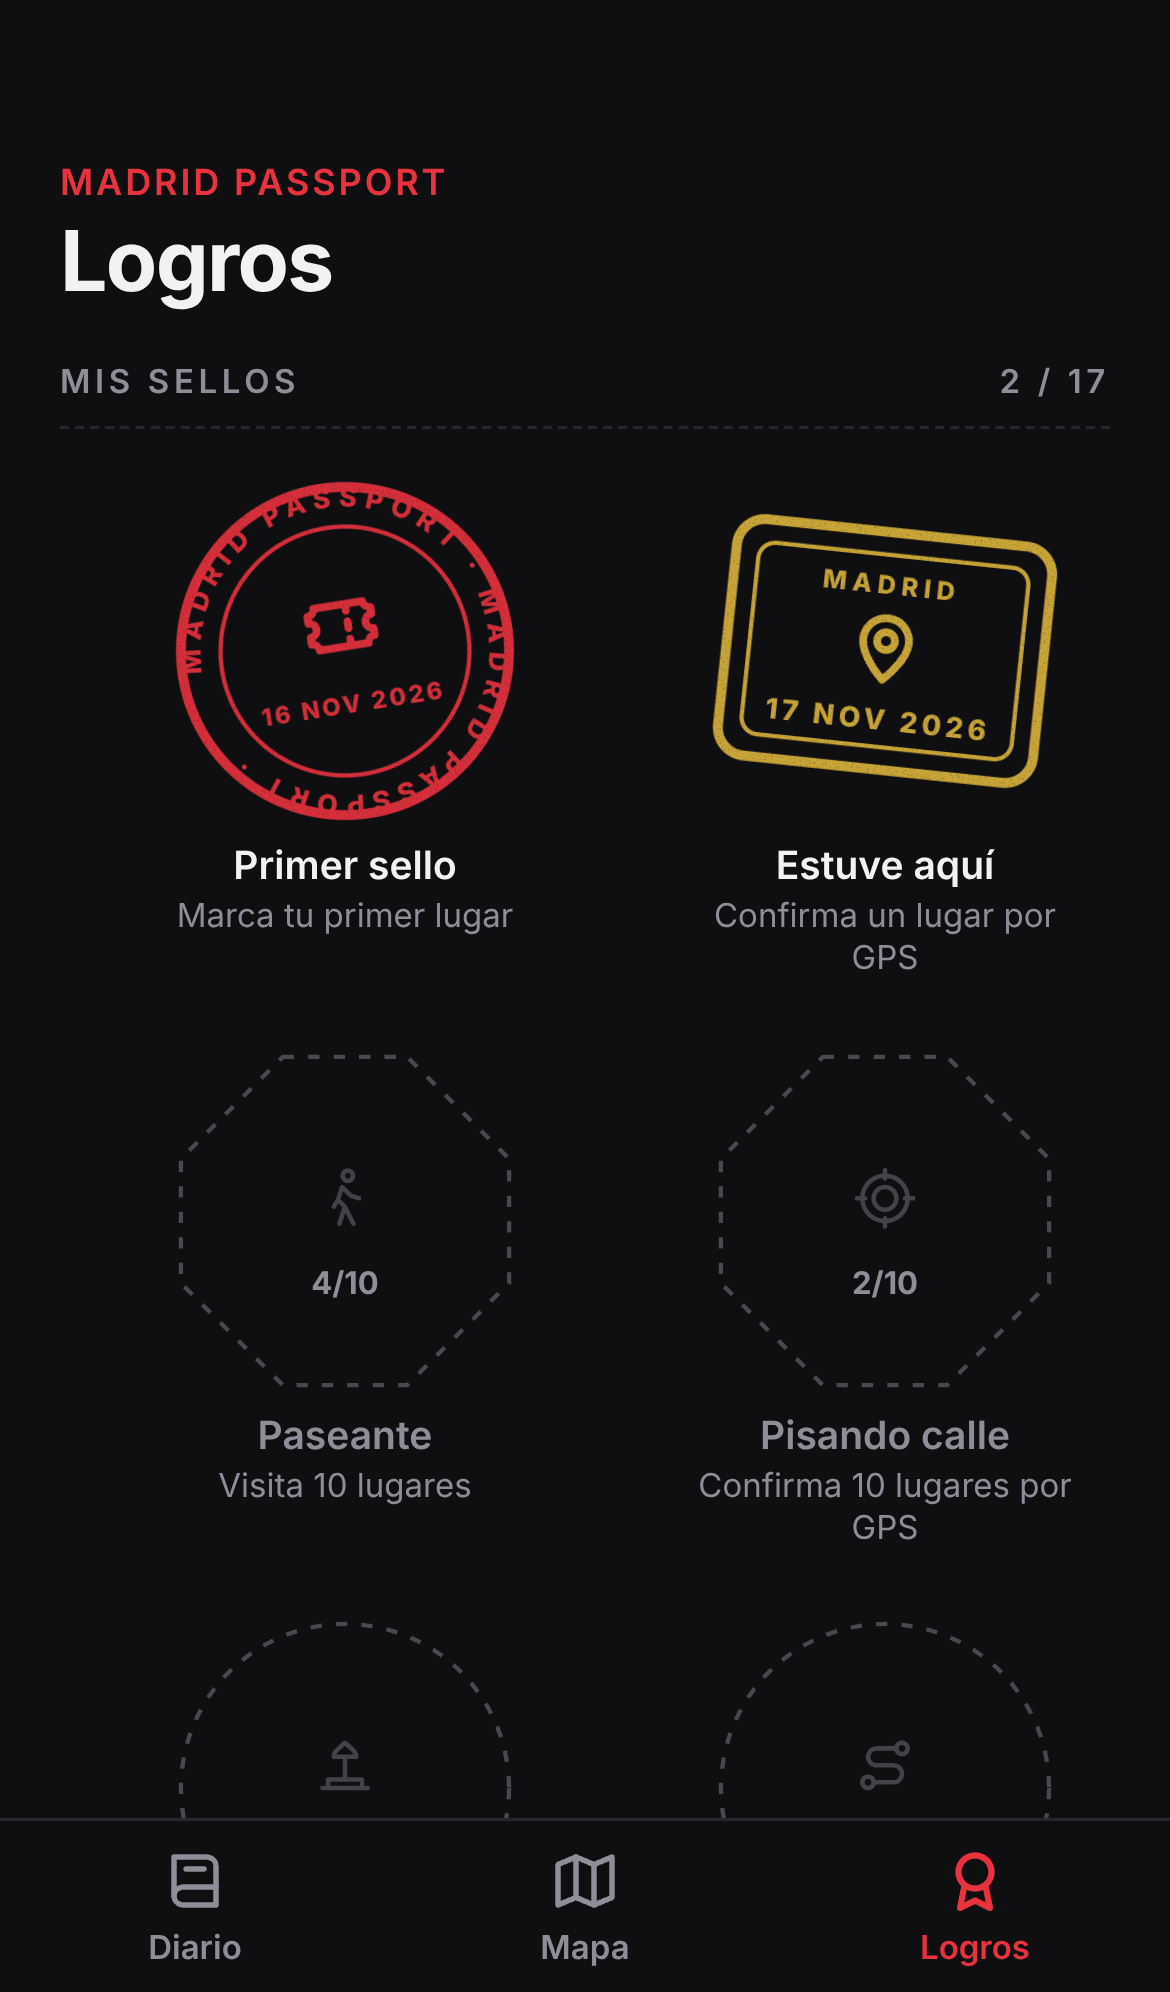 MADRID PASSPORT
Logros
MIS SELLOS
2 / 17
MADRID PASSPORT · MADRID PASSPORT ·
16 NOV 2026
MADRID
17 NOV 2026
Primer sello
Marca tu primer lugar
Estuve aquí
Confirma un lugar por
GPS
4/10
2/10
Paseante
Visita 10 lugares
Pisando calle
Confirma 10 lugares por
GPS
Diario
Mapa
Logros